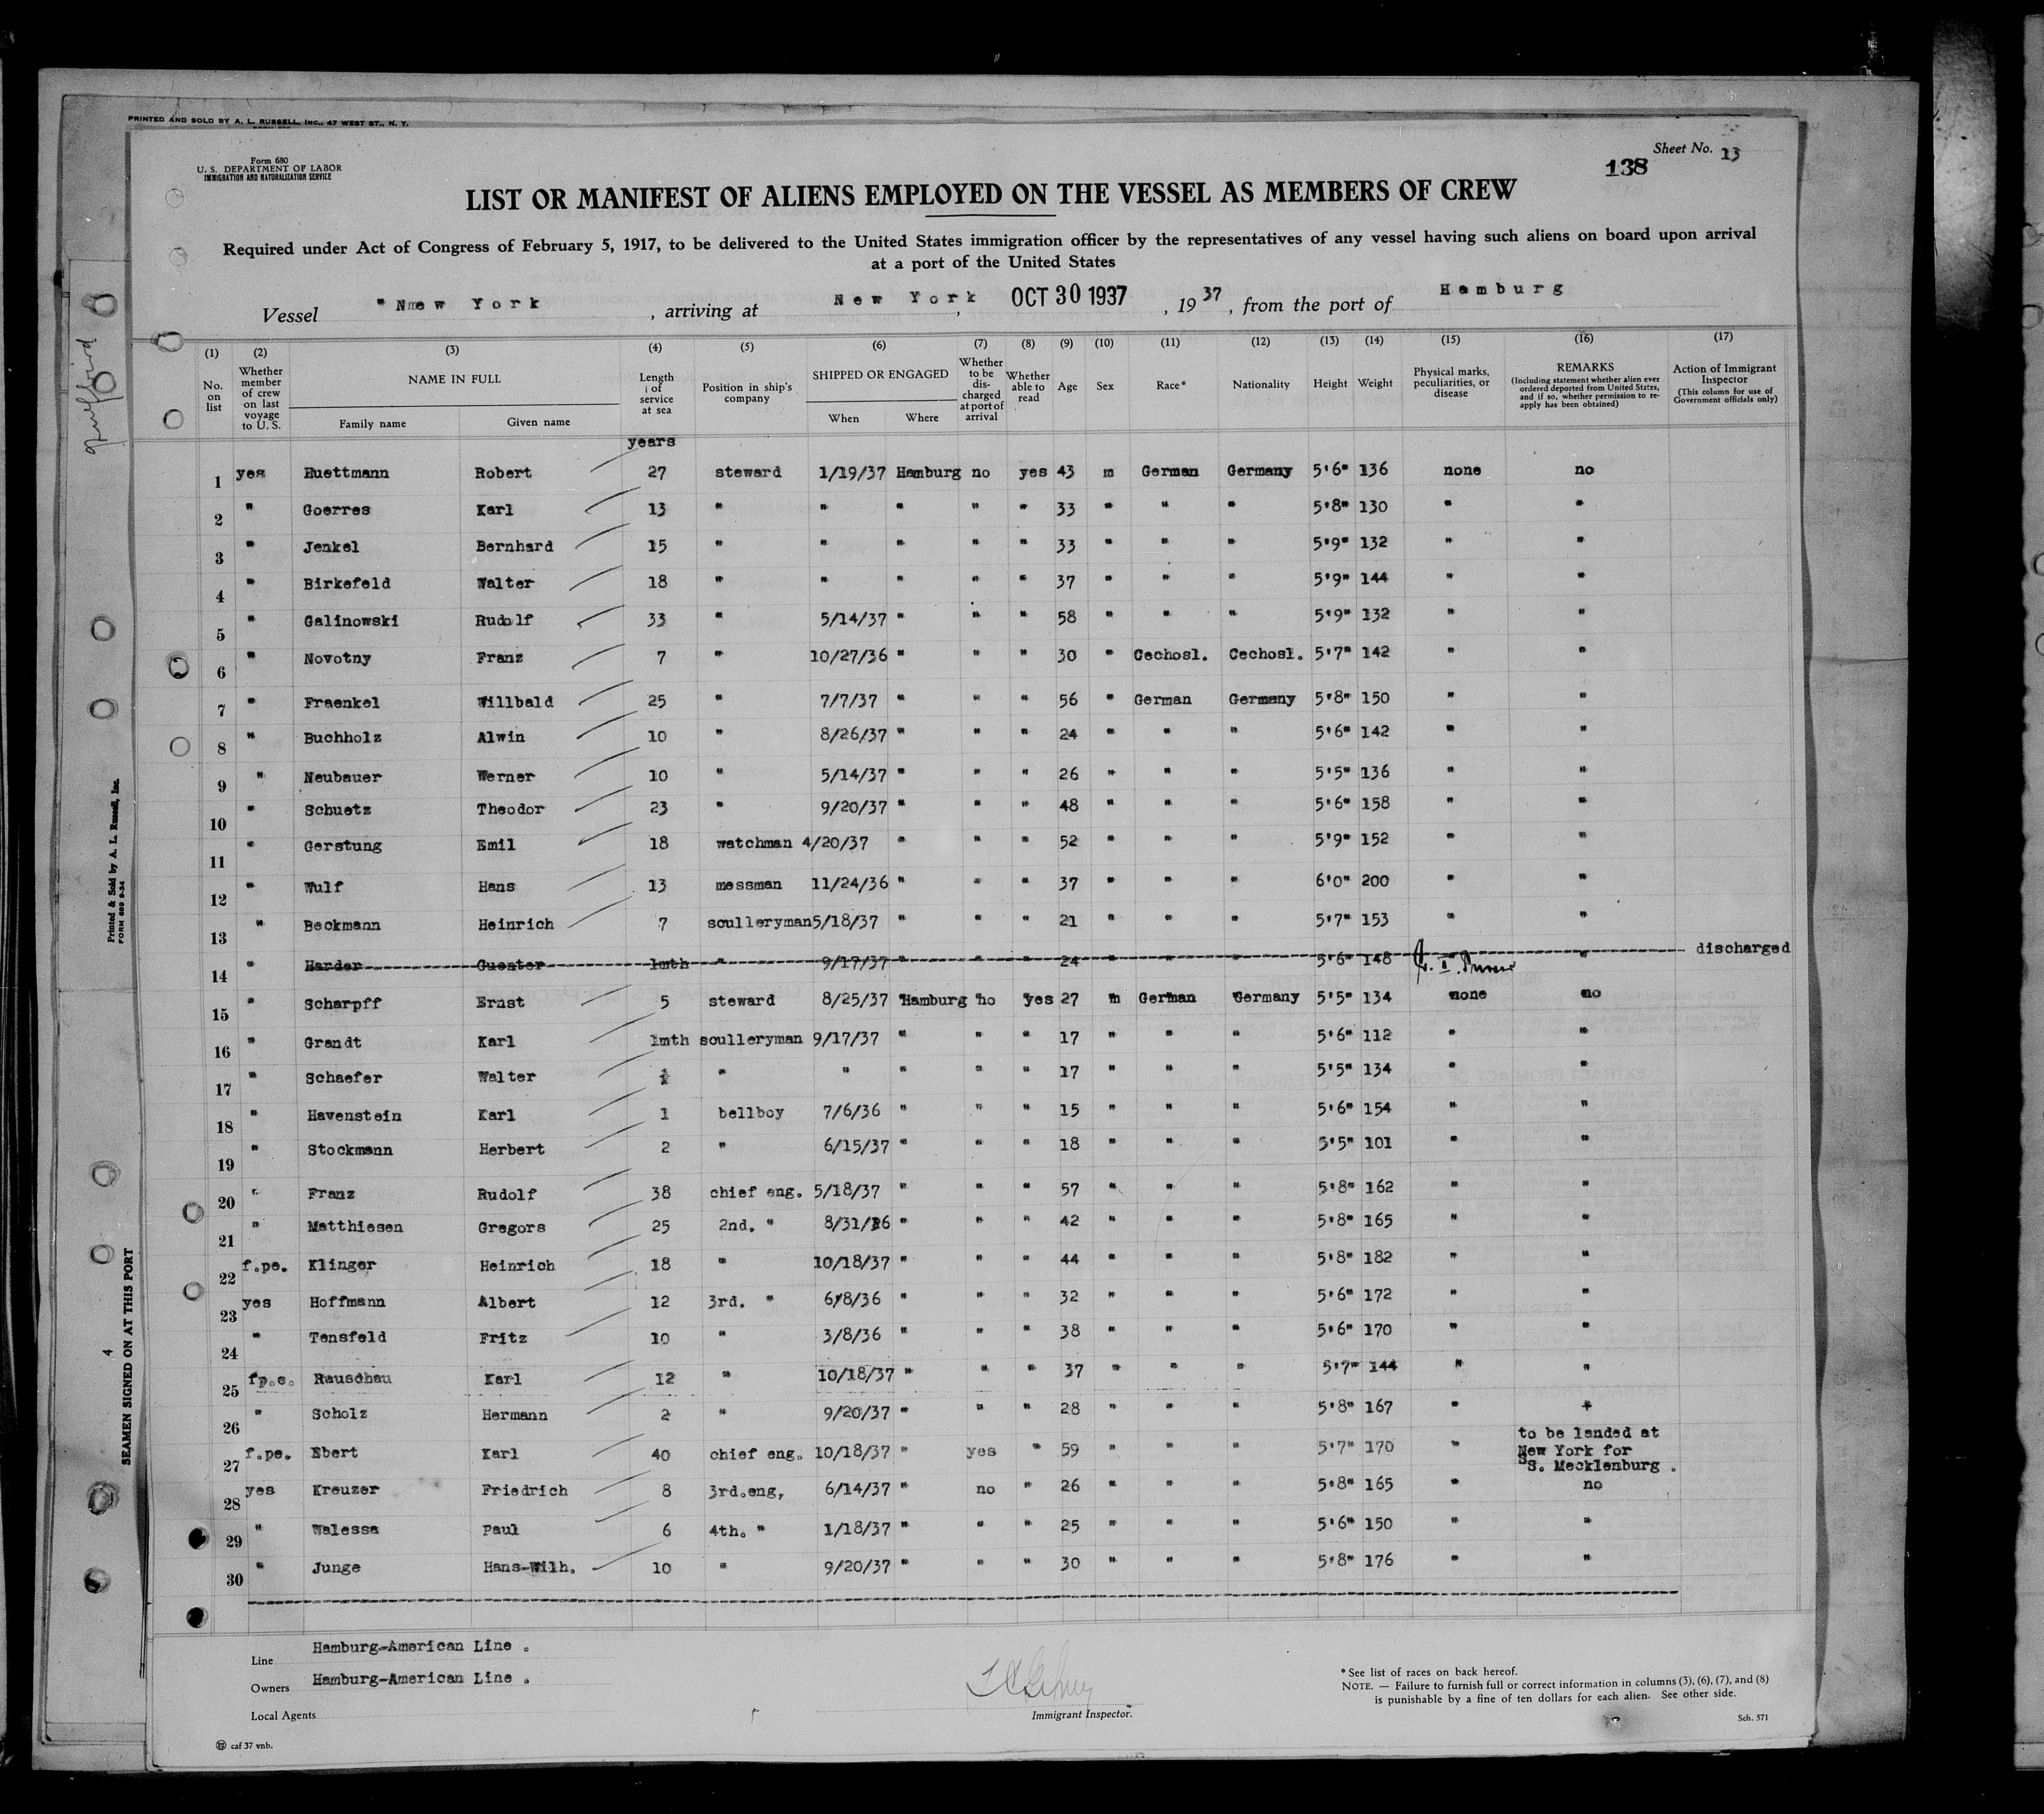 PRINTED AND SOLD BY A. L. RUSSELL, INC., 47 WEST ST., N. Y.
Sheet No. 13
138
Form 680
U. S. DEPARTMENT OF LABOR
IMMIGRATION AND NATURALIZATION SERVICE
LIST OR MANIFEST OF ALIENS EMPLOYED ON THE VESSEL AS MEMBERS OF CREW
Required under Act of Congress of February 5, 1917, to be delivered to the United States immigration officer by the representatives of any vessel having such aliens on board upon arrival
at a port of the United States
Vessel "New York , arriving at New York , OCT 30 1937 , 19 37 , from the port of Hamburg
(1) (2) (3) (4) (5) (6) (7) (8) (9) (10) (11) (12) (13) (14) (15) (16) (17)
No. on list
Whether member of crew on last voyage to U. S.
NAME IN FULL
Family name Given name
Length of service at sea
Position in ship's company
SHIPPED OR ENGAGED
When Where
Whether to be discharged at port of arrival
Whether able to read
Age
Sex
Race*
Nationality
Height
Weight
Physical marks, peculiarities, or disease
REMARKS
(Including statement whether alien ever ordered deported from United States, and if so, whether permission to reapply has been obtained)
Action of Immigrant Inspector
(This column for use of Government officials only)
years
1 yes Huettmann Robert 27 steward 1/19/37 Hamburg no yes 43 m German Germany 5'6" 136 none no
2 " Goerres Karl 13 " " " " " 33 " " " 5'8" 130 " "
3 " Jenkel Bernhard 15 " " " " " 33 " " " 5'9" 132 " "
4 " Birkefeld Walter 18 " " " " " 37 " " " 5'9" 144 " "
5 " Galinowski Rudolf 33 " 5/14/37 " " " 58 " " " 5'9" 132 " "
6 " Novotny Franz 7 " 10/27/36 " " " 30 " Cechosl. Cechosl. 5'7" 142 " "
7 " Fraenkel Willbald 25 " 7/7/37 " " " 56 " German Germany 5'8" 150 " "
8 " Buchholz Alwin 10 " 8/26/37 " " " 24 " " " 5'6" 142 " "
9 " Neubauer Werner 10 " 5/14/37 " " " 26 " " " 5'5" 136 " "
10 " Schuetz Theodor 23 " 9/20/37 " " " 48 " " " 5'6" 158 " "
11 " Gerstung Emil 18 watchman 4/20/37 " " " 52 " " " 5'9" 152 " "
12 " Wulf Hans 13 messman 11/24/36 " " " 37 " " " 6'0" 200 " "
13 " Beckmann Heinrich 7 sculleryman 5/18/37 " " " 21 " " " 5'7" 153 " "
14 " Harder Guenter 1mth " 9/17/37 " " " 24 " " " 5'6" 148 " discharged
15 " Scharpff Ernst 5 steward 8/25/37 "Hamburg "no "yes 27 m German "Germany 5'5" 134 none no
16 " Grandt Karl 1mth sculleryman 9/17/37 " " " 17 " " " 5'6" 112 " "
17 " Schaefer Walter " " " " " 17 " " " 5'5" 134 " "
18 " Havenstein Karl 1 bellboy 7/6/36 " " " 15 " " " 5'6" 154 " "
19 " Stockmann Herbert 2 " 6/15/37 " " " 18 " " " 5'5" 101 " "
20 " Franz Rudolf 38 chief eng. 5/18/37 " " " 57 " " " 5'8" 162 " "
21 " Matthiesen Gregors 25 2nd. " 8/31/36 " " " 42 " " " 5'8" 165 " "
22 f.pe. Klinger Heinrich 18 " 10/18/37 " " " 44 " " " 5'8" 182 " "
23 yes Hoffmann Albert 12 3rd. " 6/8/36 " " " 32 " " " 5'6" 172 " "
24 " Tensfeld Fritz 10 " 3/8/36 " " " 38 " " " 5'6" 170 " "
25 fp.e. Rausdhau Karl 12 " 10/18/37 " " " 37 " " " 5'7" 144 " "
26 " Scholz Hermann 2 " 9/20/37 " " " 28 " " " 5'8" 167 " "
27 f.pe. Ebert Karl 40 chief eng. 10/18/37 " yes " 59 " " " 5'7" 170 " to be landed at New York for SS. Mecklenburg .
28 yes Kreuzer Friedrich 8 3rd.eng, 6/14/37 " no " 26 " " " 5'8" 165 " no
29 " Walessa Paul 6 4th. " 1/18/37 " " " 25 " " " 5'6" 150 " "
30 " Junge Hans-Wilh. 10 " 9/20/37 " " " 30 " " " 5'8" 176 " "
Line Hamburg-American Line .
Owners Hamburg-American Line .
Local Agents
Immigrant Inspector.
*See list of races on back hereof.
NOTE. — Failure to furnish full or correct information in columns (3), (6), (7), and (8)
is punishable by a fine of ten dollars for each alien. See other side.
Sch. 571
caf 37 vnb.
Printed & Sold by A. L. Russell, Inc.
FORM 689 9-34
SEAMEN SIGNED ON AT THIS PORT
4